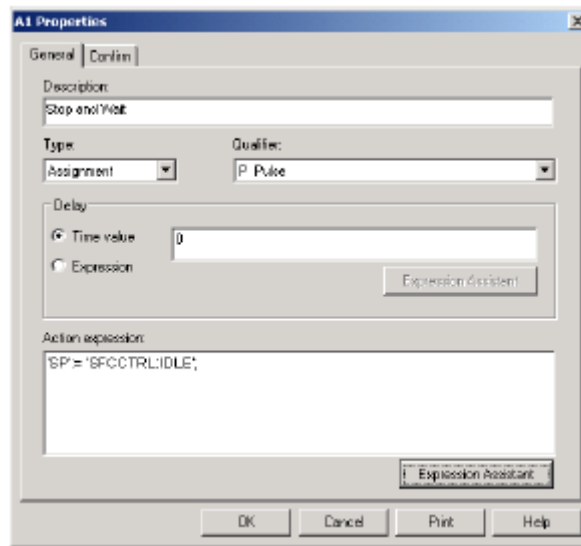 A1 Properties
General
Confirm
Description:
Stop and Wait
Type:
Qualifier:
Assignment
P Pulse
Delay
Time value
0
Expression
Expression Assistant
Action expression:
'SP' := 'SFCCTRL:IDLE';
Expression Assistant
OK
Cancel
Print
Help